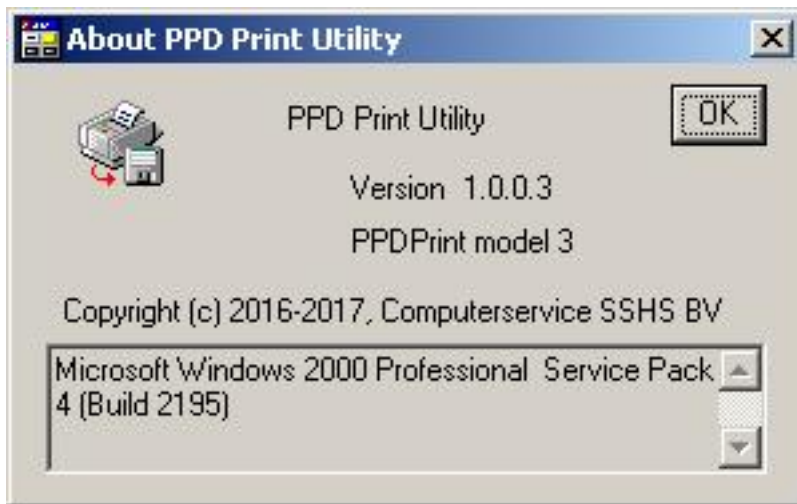 About PPD Print Utility
PPD Print Utility
OK
Version 1.0.0.3
PPDPrint model 3
Copyright (c) 2016-2017, Computerservice SSHS BV
Microsoft Windows 2000 Professional Service Pack
4 (Build 2195)